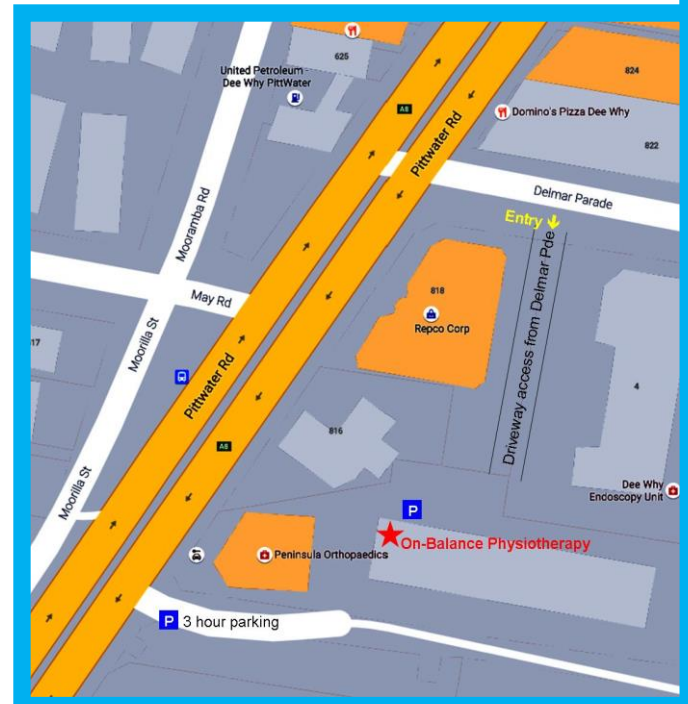 625
United Petroleum -
Dee Why PittWater
824
A8
Pittwater Rd
Domino's Pizza Dee Why
822
Delmar Parade
Mooramba Rd
Entry
May Rd
818
Repco Corp
Driveway access from Delmar Pde
17
Moorilla St
Pittwater Rd
4
816
A8
Dee Why
Endoscopy Unit
Moorilla St
P
On-Balance Physiotherapy
Peninsula Orthopaedics
P 3 hour parking